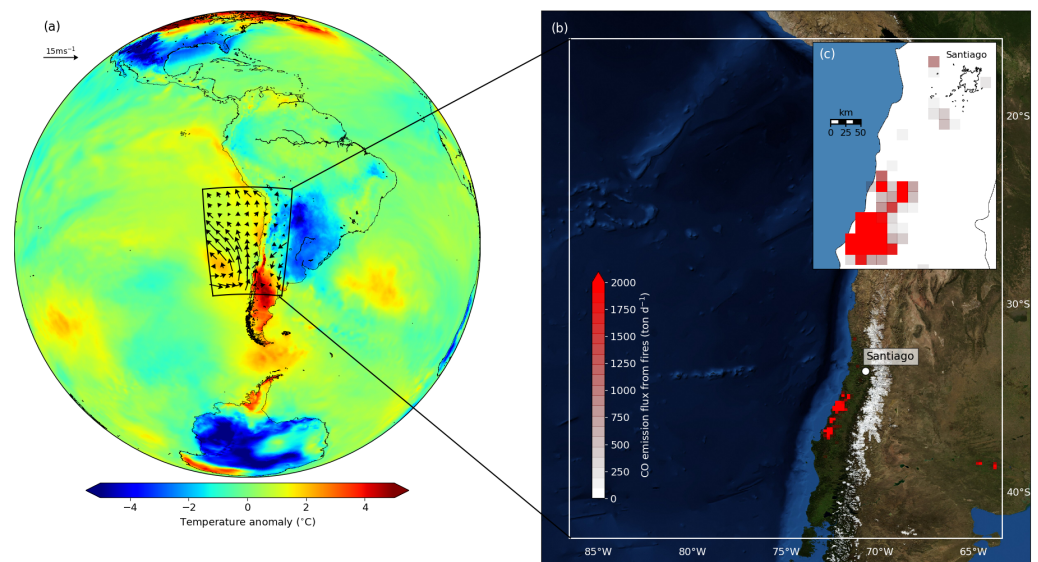 (a)
15ms⁻¹
−4 −2 0 2 4
Temperature anomaly (˚C)
(b)
(c)
Santiago
km
0 25 50
20°S
30°S
40°S
2000
1750
1500
1250
1000
750
500
250
0
CO emission flux from fires (ton d⁻¹)
Santiago
85°W 80°W 75°W 70°W 65°W